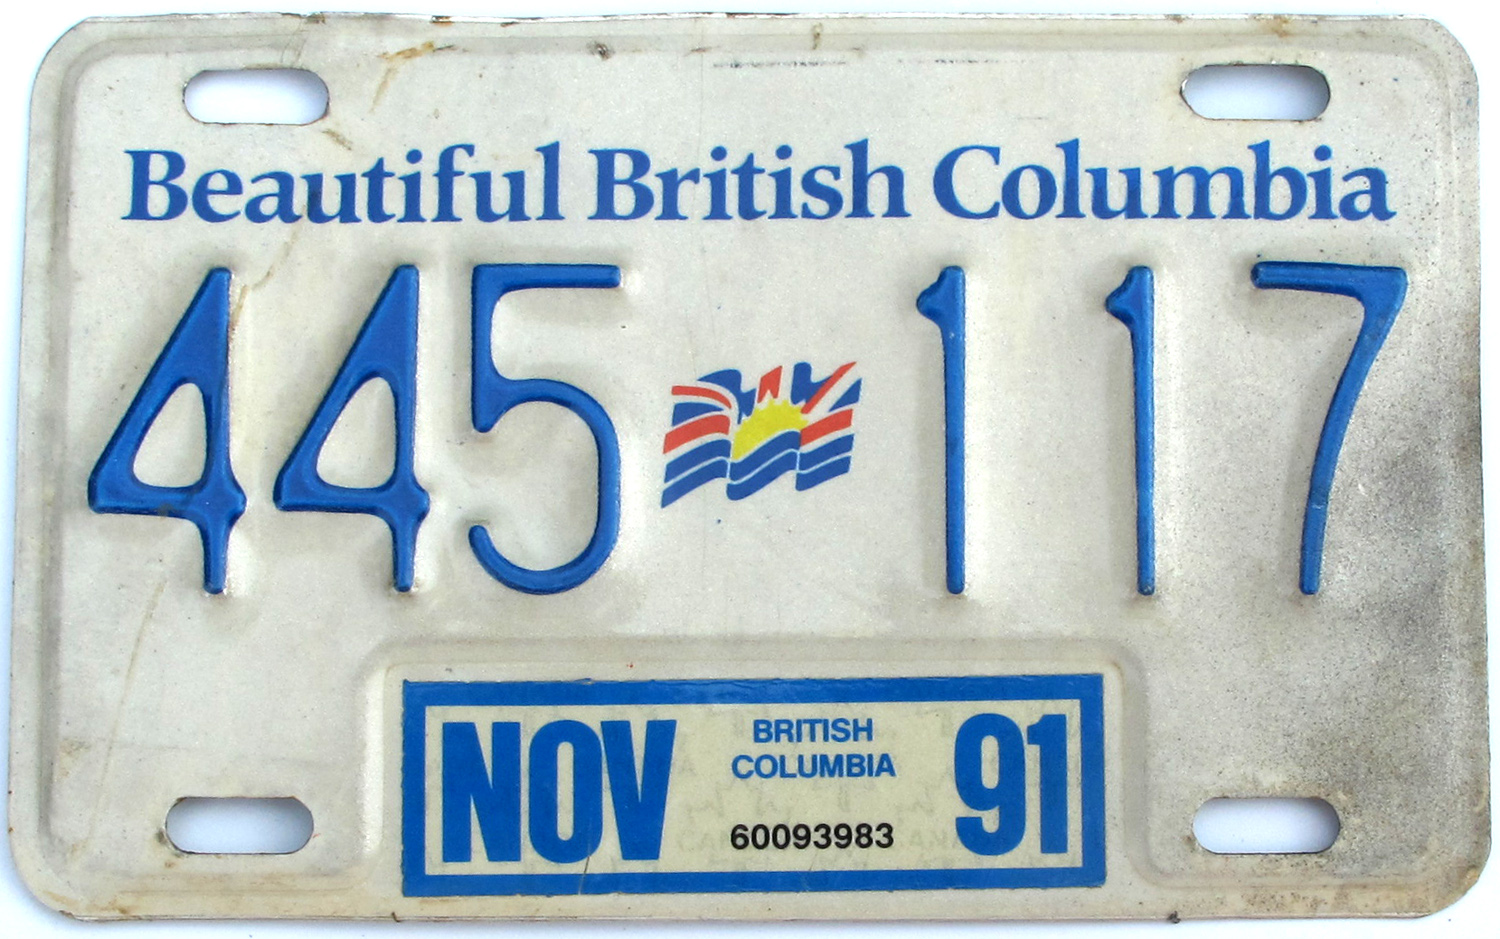 Beautiful British Columbia
445 117
NOV BRITISH COLUMBIA 91
60093983